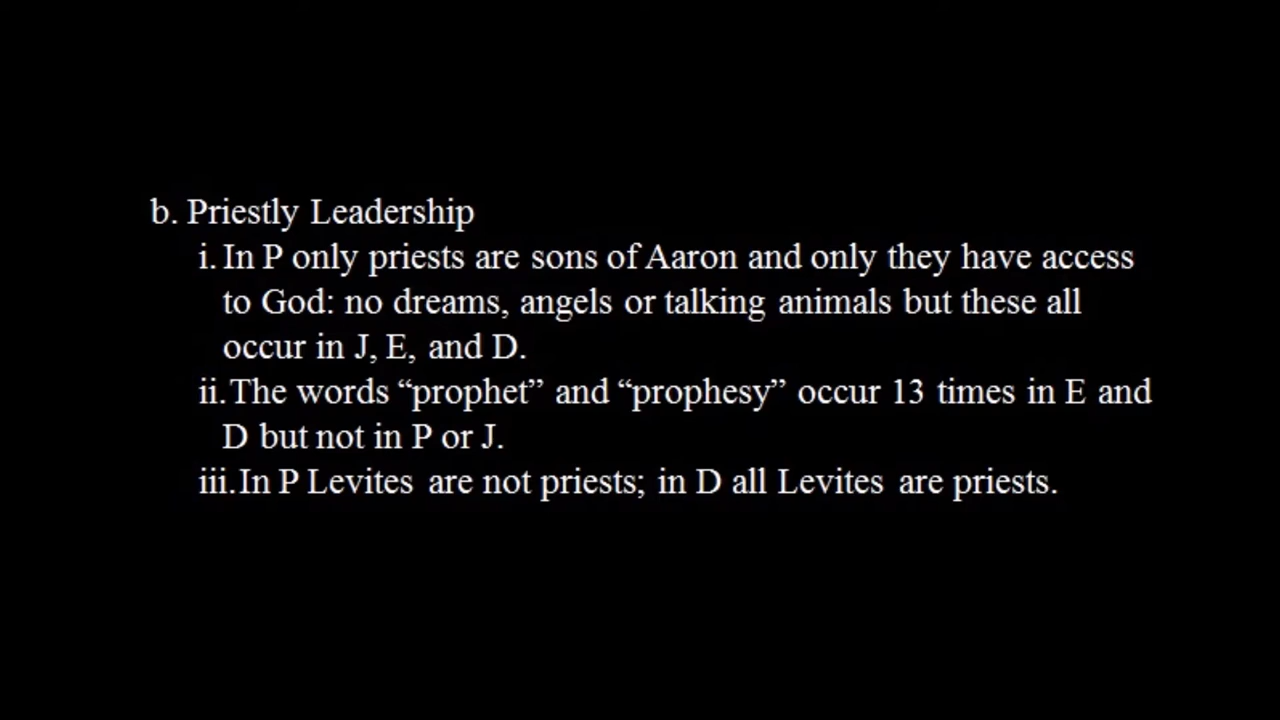 b. Priestly Leadership
i. In P only priests are sons of Aaron and only they have access
to God: no dreams, angels or talking animals but these all
occur in J, E, and D.
ii.The words “prophet” and “prophesy” occur 13 times in E and
D but not in P or J.
iii.In P Levites are not priests; in D all Levites are priests.